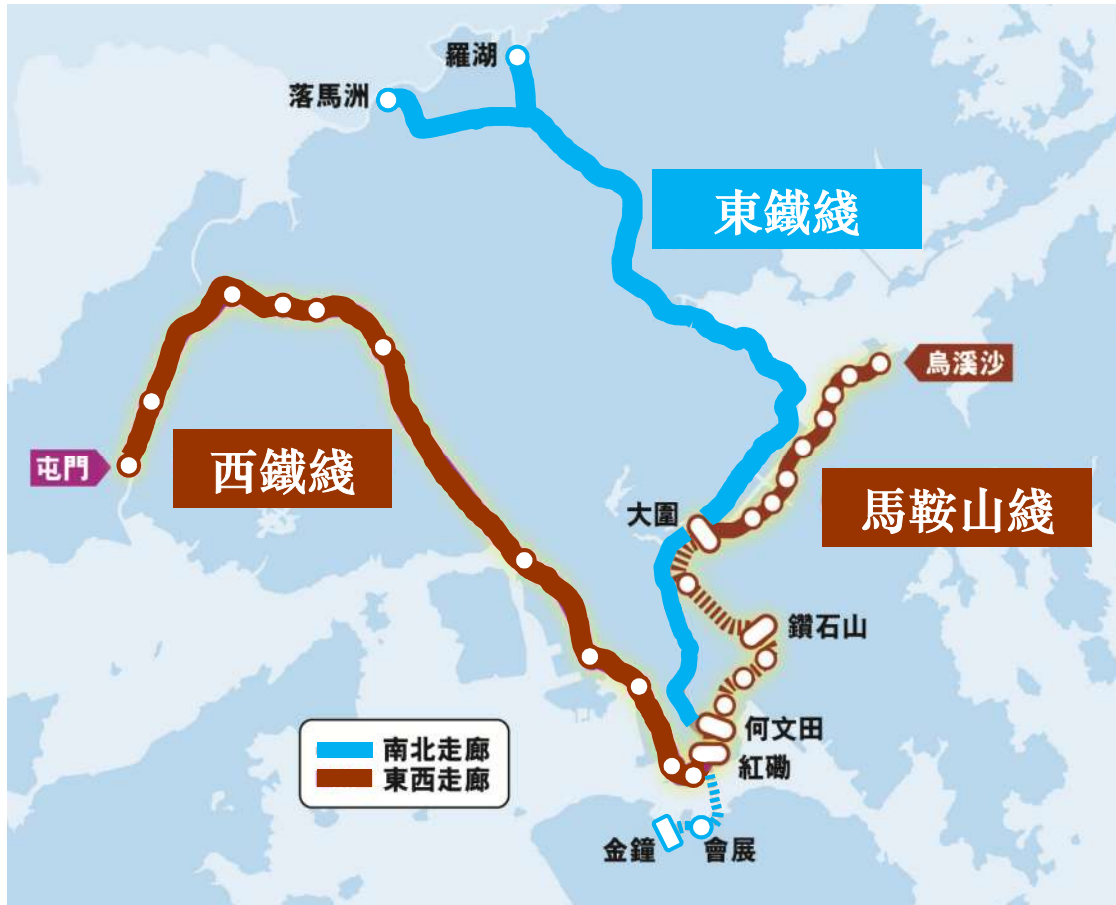 羅湖
落馬洲
東鐵綫
烏溪沙
屯門
西鐵綫
馬鞍山綫
大圍
鑽石山
何文田
紅磡
南北走廊
東西走廊
金鐘
會展